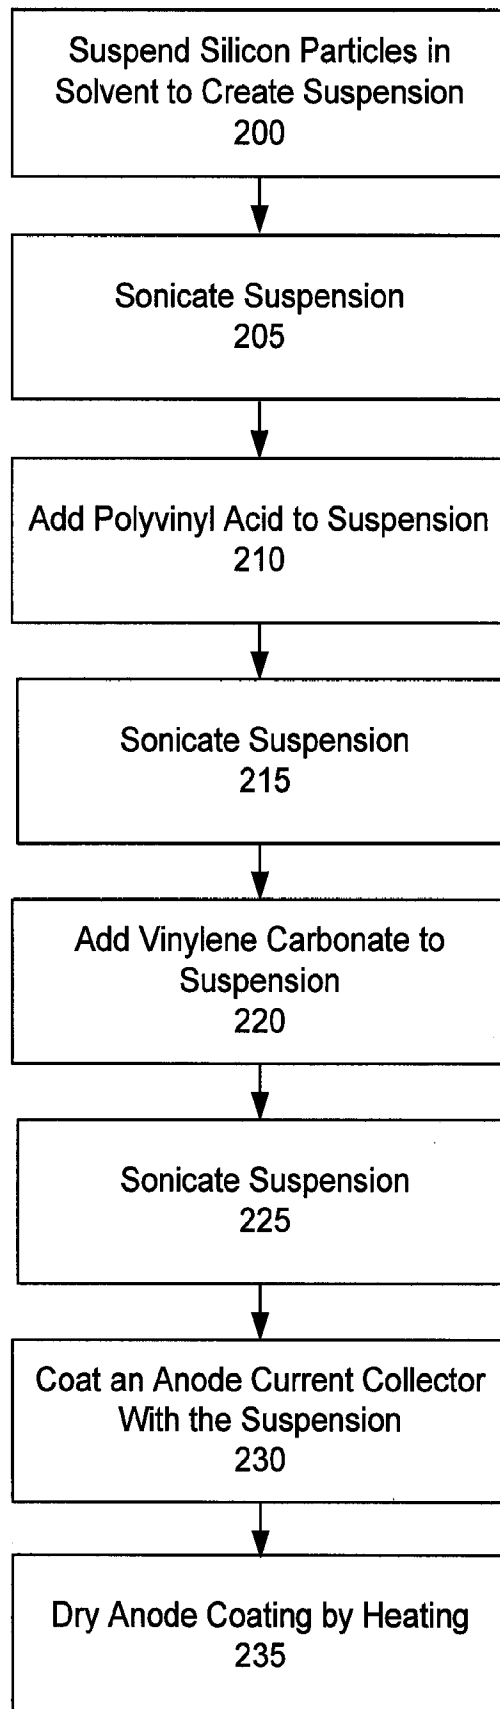 Suspend Silicon Particles in
Solvent to Create Suspension
200
Sonicate Suspension
205
Add Polyvinyl Acid to Suspension
210
Sonicate Suspension
215
Add Vinylene Carbonate to
Suspension
220
Sonicate Suspension
225
Coat an Anode Current Collector
With the Suspension
230
Dry Anode Coating by Heating
235